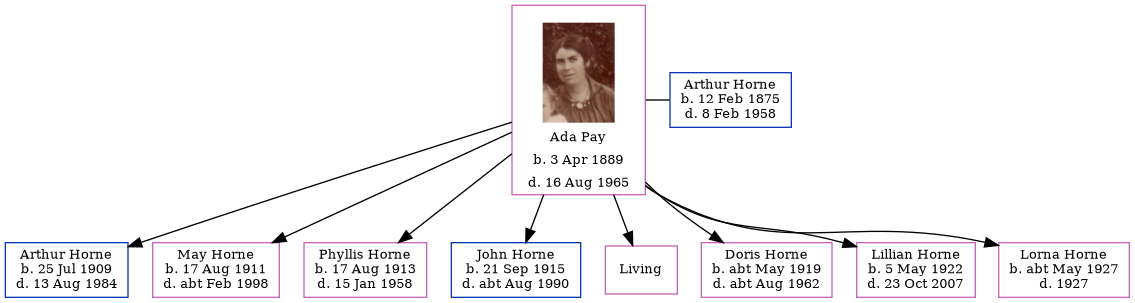 Ada Pay
b. 3 Apr 1889
d. 16 Aug 1965
Arthur Horne
b. 12 Feb 1875
d. 8 Feb 1958
Arthur Horne
b. 25 Jul 1909
d. 13 Aug 1984
May Horne
b. 17 Aug 1911
d. abt Feb 1998
Phyllis Horne
b. 17 Aug 1913
d. 15 Jan 1958
John Horne
b. 21 Sep 1915
d. abt Aug 1990
Living
Doris Horne
b. abt May 1919
d. abt Aug 1962
Lillian Horne
b. 5 May 1922
d. 23 Oct 2007
Lorna Horne
b. abt May 1927
d. 1927